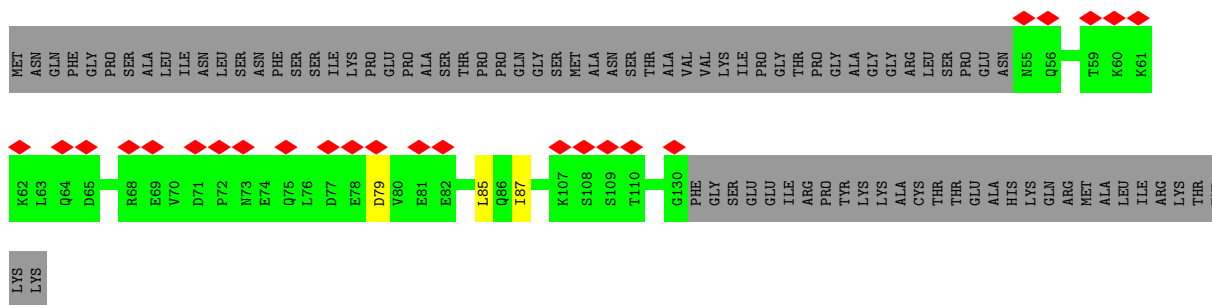 MET ASN GLN PHE GLY PRO SER ALA LEU ILE ASN LEU SER ASN PHE SER SER ILE LYS PRO GLU PRO ALA SER THR PRO PRO GLN GLY SER MET ALA ASN SER THR ALA VAL VAL LYS ILE PRO GLY THR PRO GLY ALA GLY GLY ARG LEU SER PRO GLU ASN N55 Q56 T59 K60 K61
K62 L63 Q64 D65 R68 E69 V70 D71 P72 N73 E74 Q75 L76 D77 E78 D79 V80 E81 E82 L85 Q86 I87 K107 S108 S109 T110 G130 PHE GLY SER GLU GLU ILE ARG PRO TYR LYS LYS ALA CYS THR THR GLU ALA HIS LYS GLN ARG MET ALA LEU ILE ARG LYS THR
LYS LYS